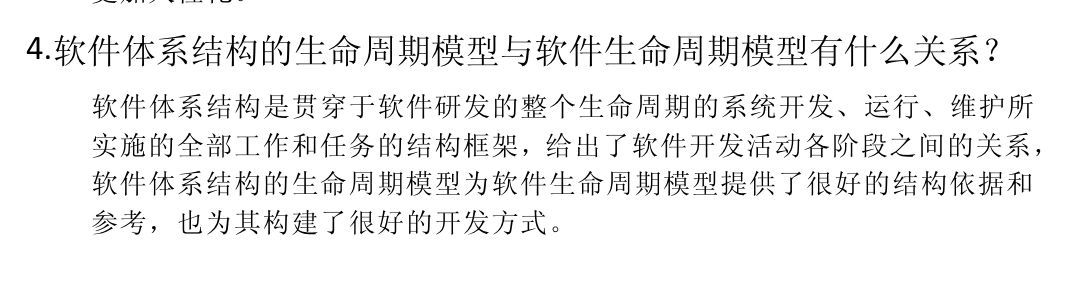 4.软件体系结构的生命周期模型与软件生命周期模型有什么关系？
软件体系结构是贯穿于软件研发的整个生命周期的系统开发、运行、维护所
实施的全部工作和任务的结构框架，给出了软件开发活动各阶段之间的关系，
软件体系结构的生命周期模型为软件生命周期模型提供了很好的结构依据和
参考，也为其构建了很好的开发方式。